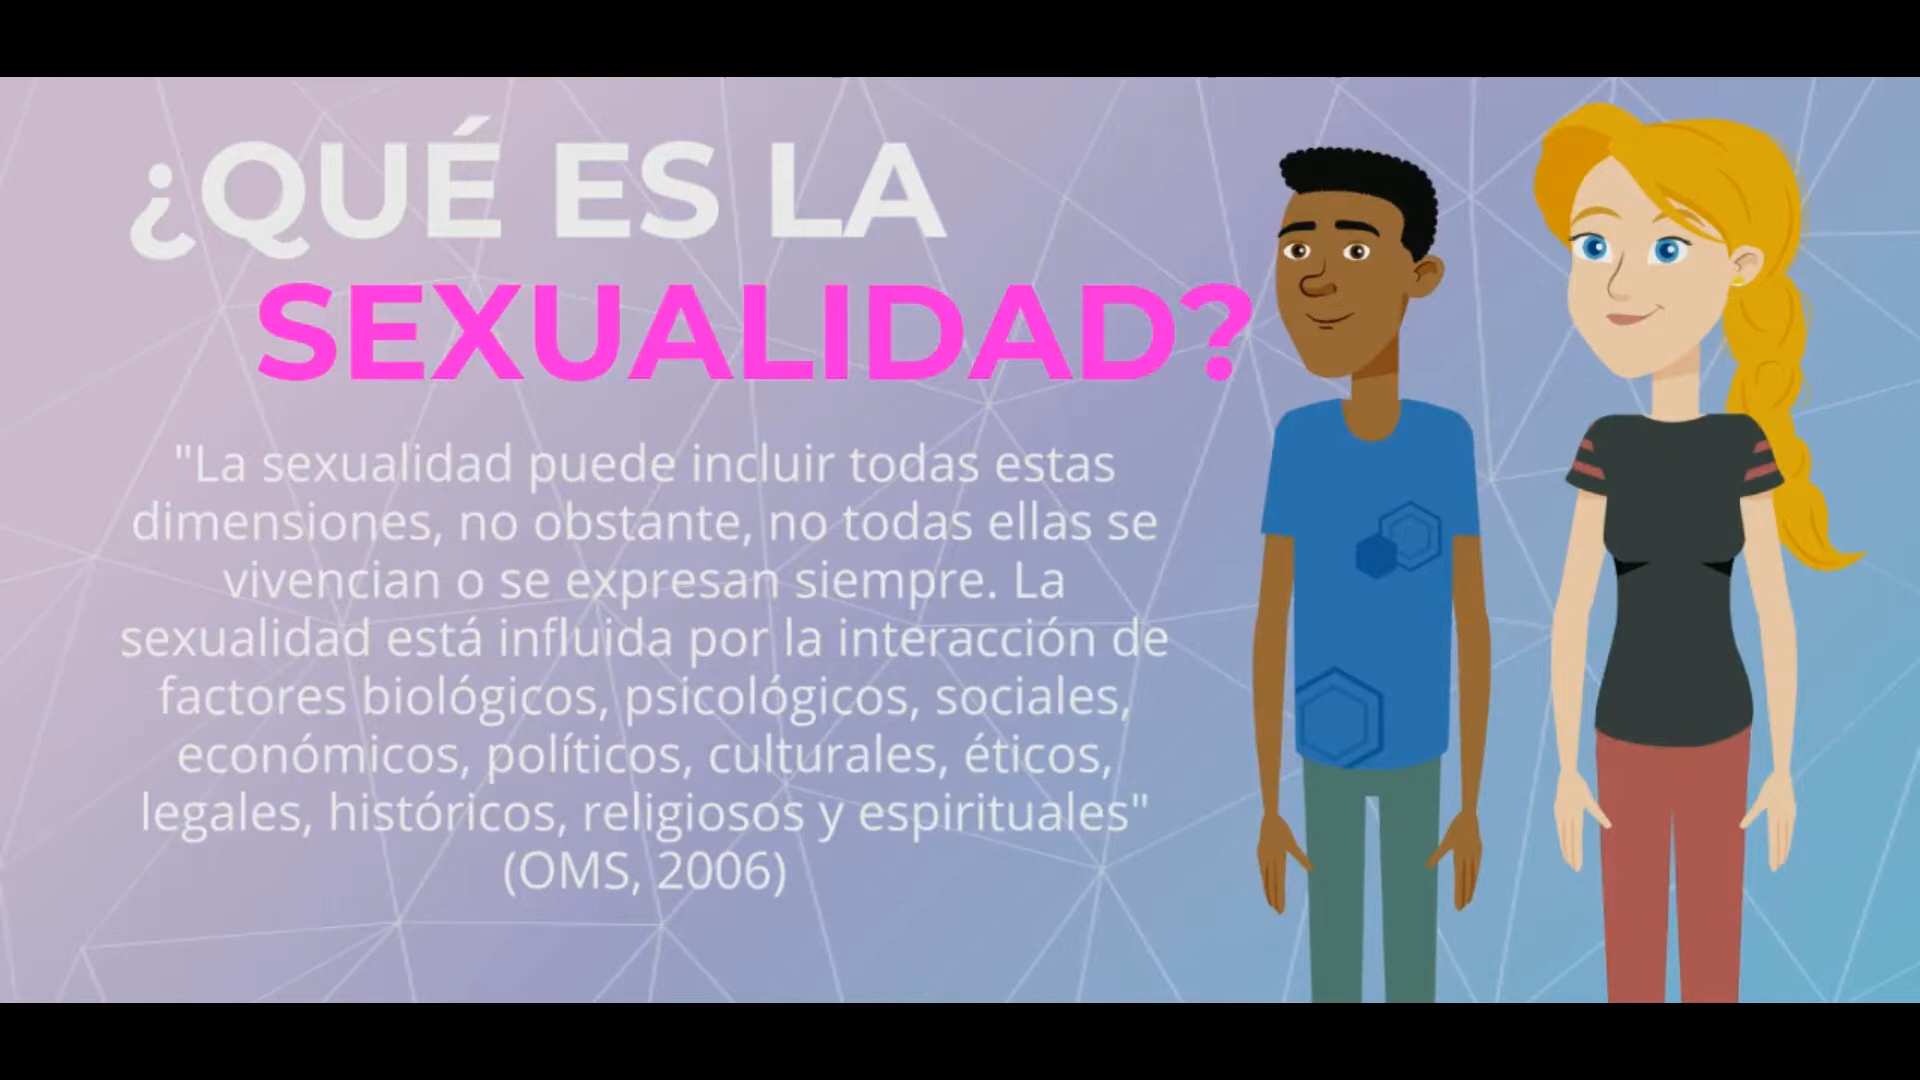 ¿QUÉ ES LA
SEXUALIDAD?
"La sexualidad puede incluir todas estas
dimensiones, no obstante, no todas ellas se
vivencian o se expresan siempre. La
sexualidad está influida por la interacción de
factores biológicos, psicológicos, sociales,
económicos, políticos, culturales, éticos,
legales, históricos, religiosos y espirituales"
(OMS, 2006)